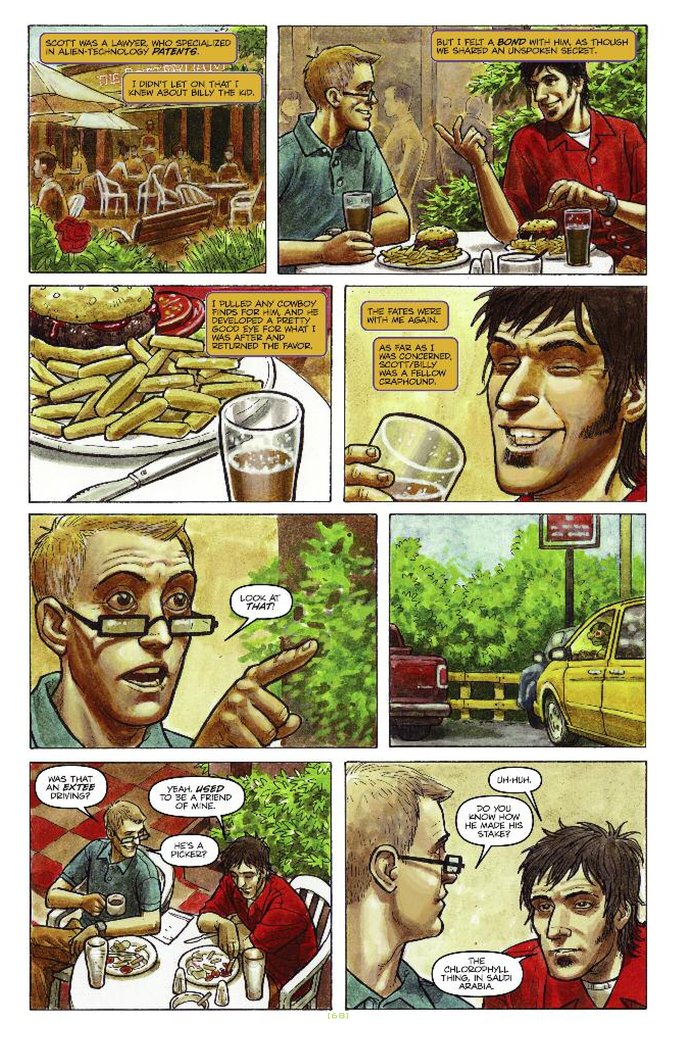 SCOTT WAS A LAWYER, WHO SPECIALIZED
IN ALIEN-TECHNOLOGY PATENTS.
I DIDN'T LET ON THAT I
KNEW ABOUT BILLY THE KID.
BUT I FELT A BOND WITH HIM, AS THOUGH
WE SHARED AN UNSPOKEN SECRET.
I PULLED ANY COWBOY
FINDS FOR HIM, AND HE
DEVELOPED A PRETTY
GOOD EYE FOR WHAT I
WAS AFTER AND
RETURNED THE FAVOR.
THE FATES WERE
WITH ME AGAIN.
AS FAR AS I
WAS CONCERNED,
SCOTT/BILLY
WAS A FELLOW
CRAPHOUND.
LOOK AT
THAT!
WAS THAT
AN EXTEE
DRIVING?
YEAH. USED
TO BE A FRIEND
OF MINE.
HE'S A
PICKER?
UH-HUH.
DO YOU
KNOW HOW
HE MADE HIS
STAKE?
THE
CHLOROPHYLL
THING, IN SAUDI
ARABIA.
[68]